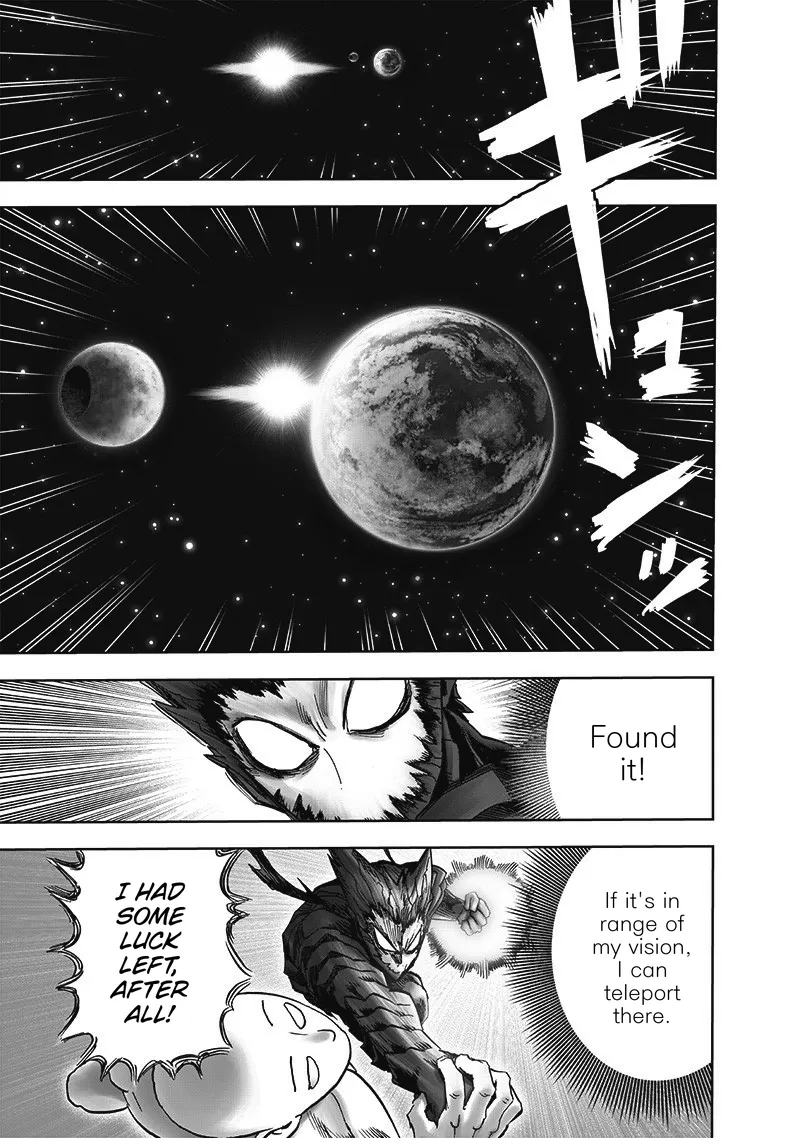 ギュンッ
Found
it!
If it's in
range of
my vision,
I can
teleport
there.
I HAD
SOME
LUCK
LEFT,
AFTER
ALL!